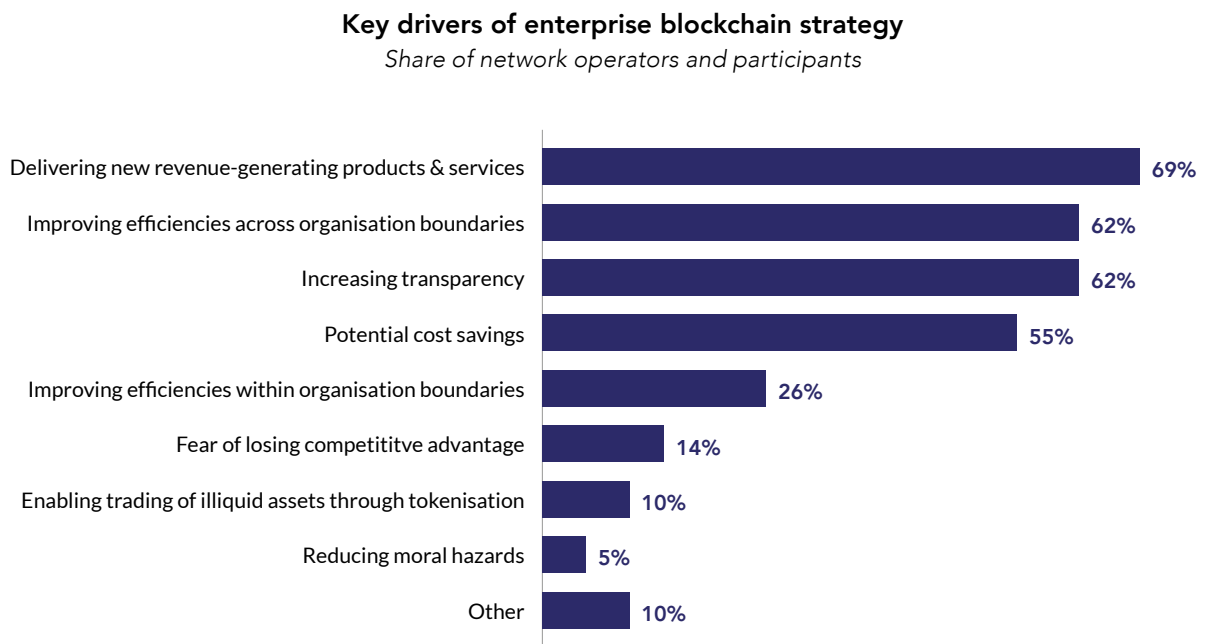 Key drivers of enterprise blockchain strategy
Share of network operators and participants
Delivering new revenue-generating products & services 69%
Improving efficiencies across organisation boundaries 62%
Increasing transparency 62%
Potential cost savings 55%
Improving efficiencies within organisation boundaries 26%
Fear of losing competititve advantage 14%
Enabling trading of illiquid assets through tokenisation 10%
Reducing moral hazards 5%
Other 10%